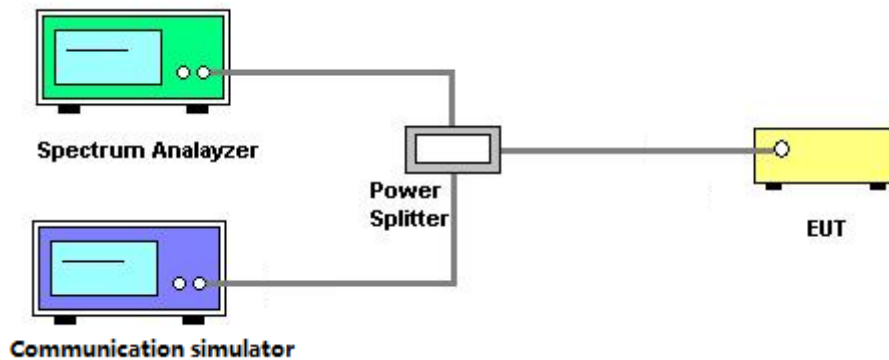 Spectrum Analayzer
Power
Splitter
EUT
Communication simulator